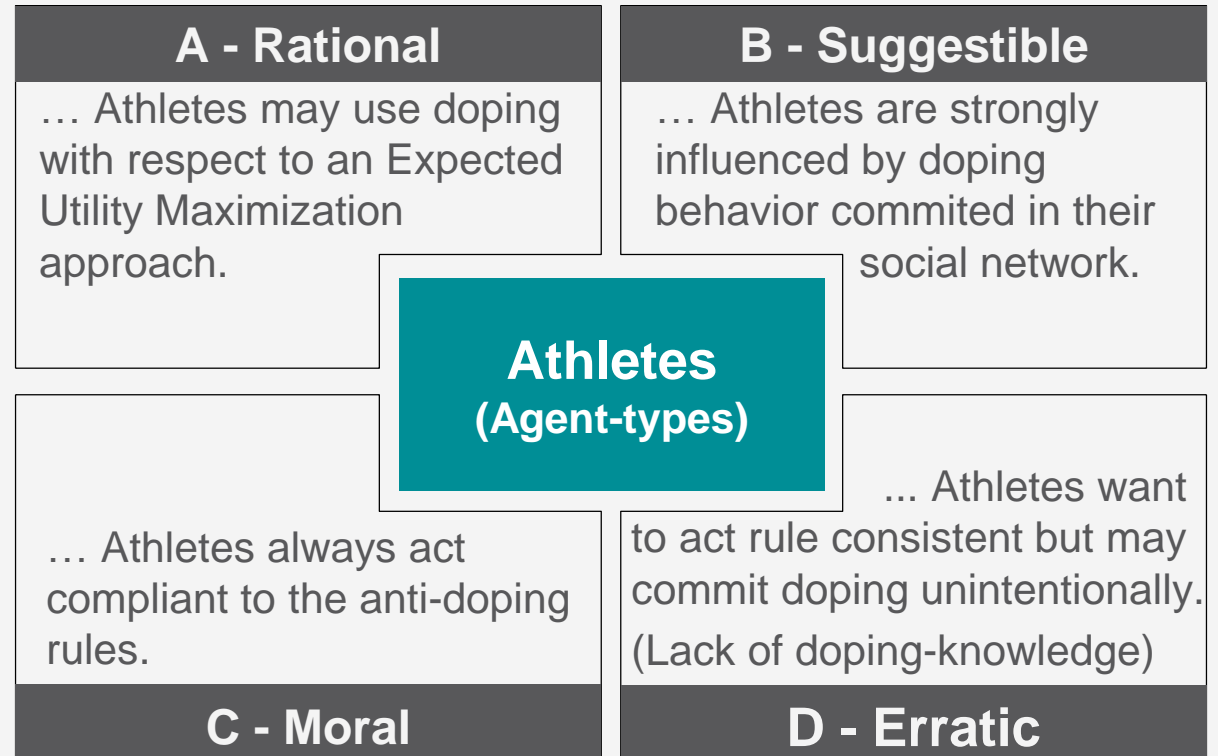 A - Rational
… Athletes may use doping
with respect to an Expected
Utility Maximization
approach.
B - Suggestible
… Athletes are strongly
influenced by doping
behavior commited in their
social network.
Athletes
(Agent-types)
… Athletes always act
compliant to the anti-doping
rules.
C - Moral
... Athletes want
to act rule consistent but may
commit doping unintentionally.
(Lack of doping-knowledge)
D - Erratic